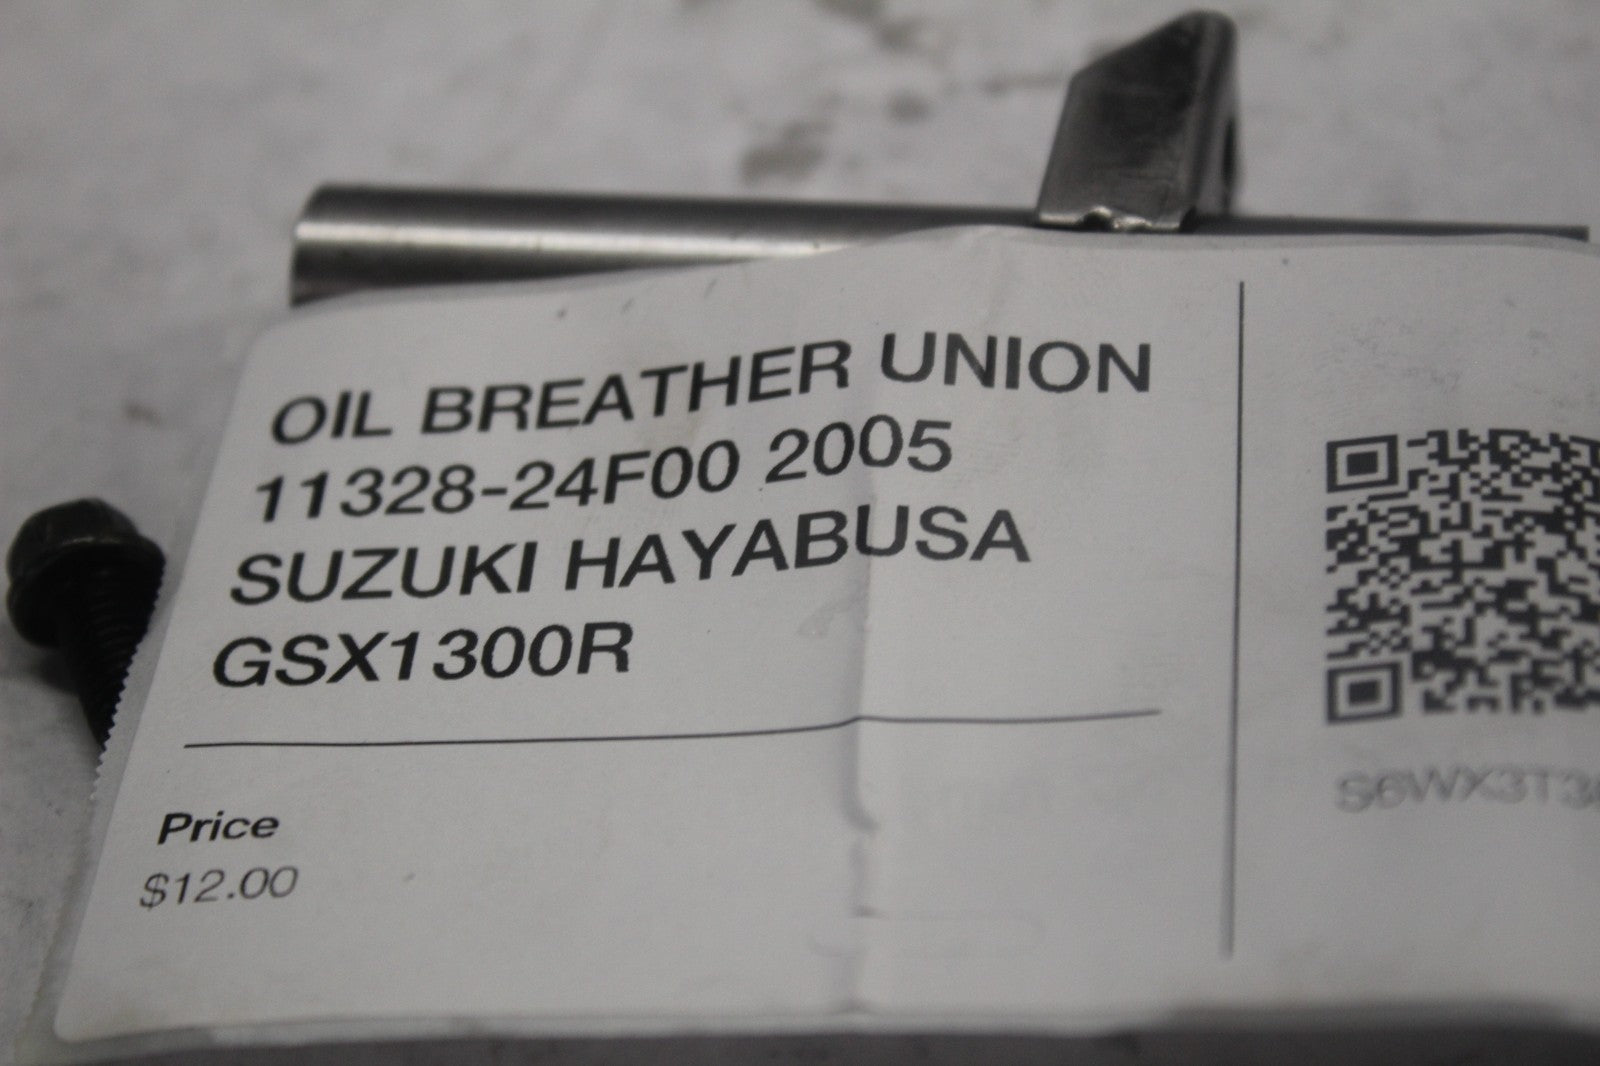 OIL BREATHER UNION
11328-24F00 2005
SUZUKI HAYABUSA
GSX1300R
Price
$12.00